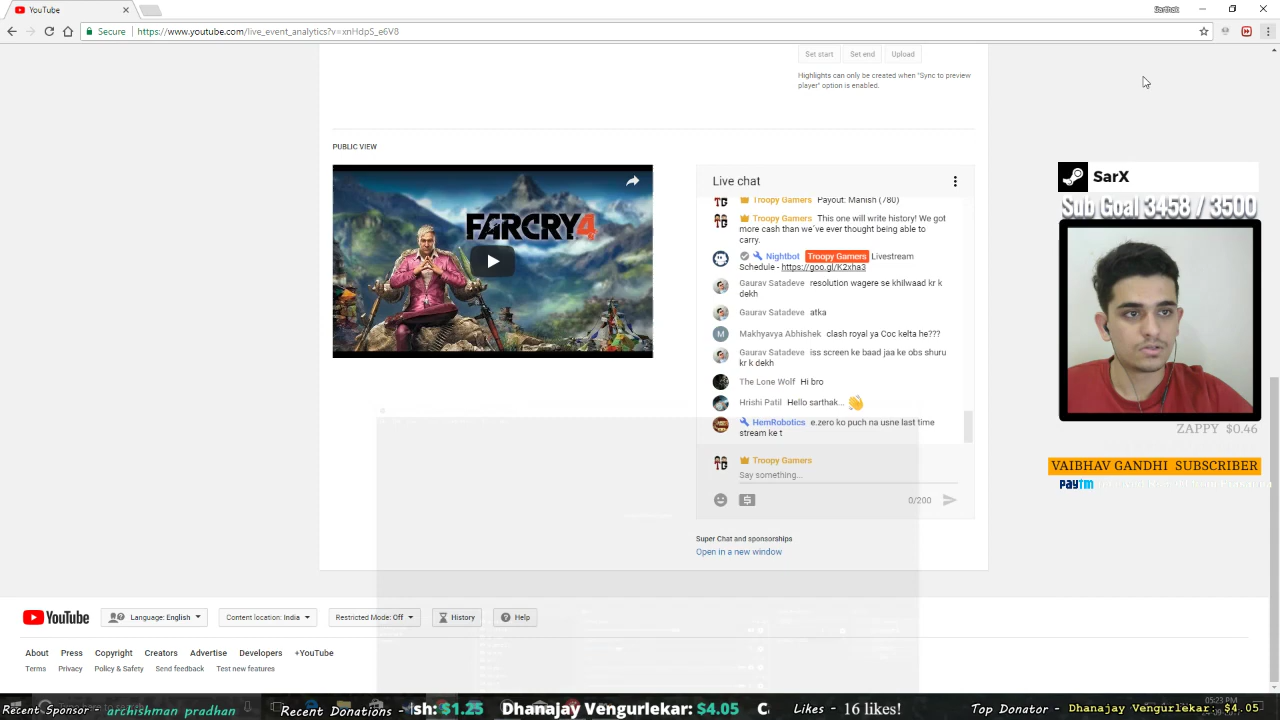 YouTube
Sarthak
Secure https://www.youtube.com/live_event_analytics?v=xnHdpS_e6V8
Set start Set end Upload
Highlights can only be created when "Sync to preview
player" option is enabled.
PUBLIC VIEW
FARCRY4
Live chat
Troopy Gamers Payout: Manish (780)
Troopy Gamers This one will write history! We got
more cash than we´ve ever thought being able to
carry.
Nightbot Troopy Gamers Livestream
Schedule - https://goo.gl/K2xha3
Gaurav Satadeve resolution wagere se khilwaad kr k
dekh
Gaurav Satadeve atka
M Makhyavya Abhishek clash royal ya Coc kelta he???
Gaurav Satadeve iss screen ke baad jaa ke obs shuru
kr k dekh
The Lone Wolf Hi bro
Hrishi Patil Hello sarthak...
HemRobotics e.zero ko puch na usne last time
stream ke t
Troopy Gamers
Say something...
0/200
Super Chat and sponsorships
Open in a new window
SarX
Sub Goal 3458 / 3500
ZAPPY $0.46
VAIBHAV GANDHI SUBSCRIBER
Paytm
YouTube Language: English Content location: India Restricted Mode: Off History Help
About Press Copyright Creators Advertise Developers +YouTube
Terms Privacy Policy & Safety Send feedback Test new features
05:23 PM
Recent Sponsor - archishman pradhan Recent Donations - sh: $1.25 Dhanajay Vengurlekar: $4.05 Likes - 16 likes! Top Donator - Dhanajay Vengurlekar: $4.05